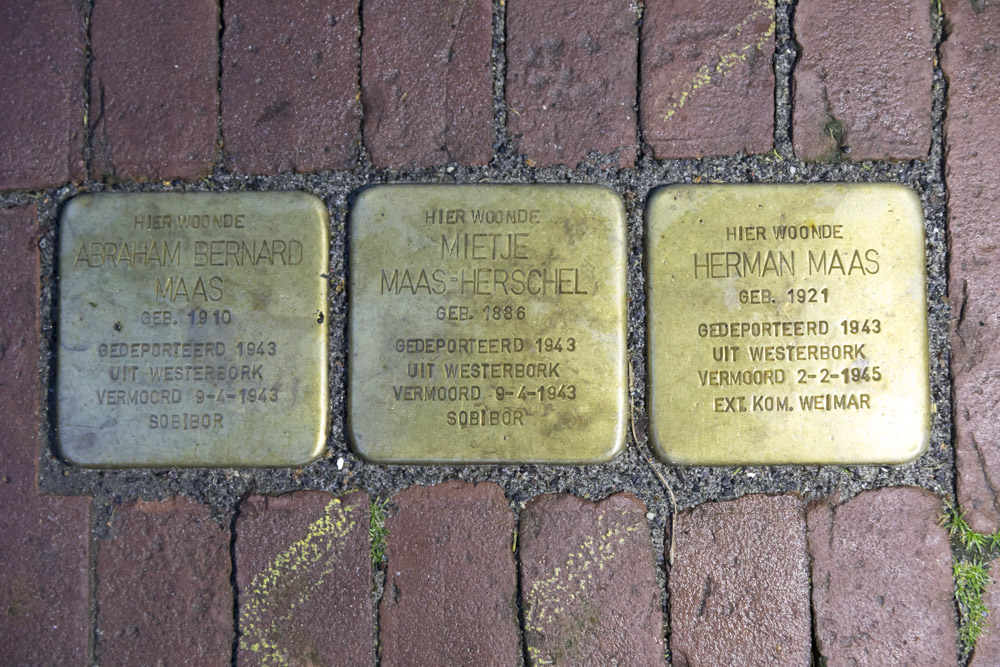 HIER WOONDE
ABRAHAM BERNARD
MAAS
GEB. 1910
GEDEPORTEERD 1943
UIT WESTERBORK
VERMOORD 9-4-1943
SOBIBOR
HIER WOONDE
MIETJE
MAAS-HERSCHEL
GEB. 1886
GEDEPORTEERD 1943
UIT WESTERBORK
VERMOORD 9-4-1943
SOBIBOR
HIER WOONDE
HERMAN MAAS
GEB. 1921
GEDEPORTEERD 1943
UIT WESTERBORK
VERMOORD 2-2-1945
EXT. KOM. WEIMAR